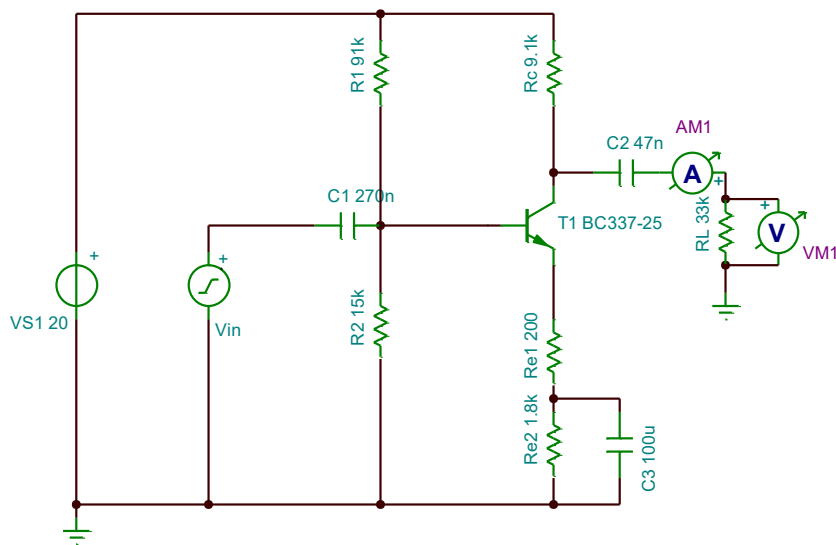 R1 91k
Rc 9.1k
AM1
C2 47n
A
+
C1 270n
T1 BC337-25
RL 33k
+
V
VM1
+
VS1 20
+
Vin
R2 15k
Re1 200
Re2 1.8k
C3 100u